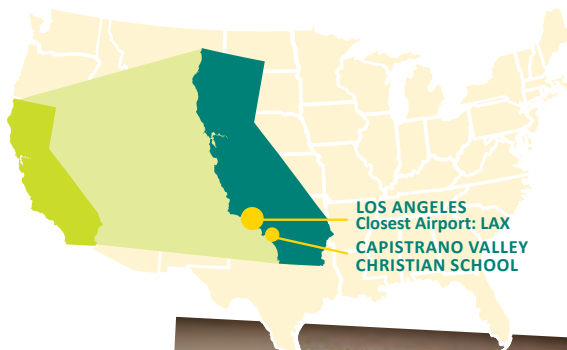 LOS ANGELES
Closest Airport: LAX
CAPISTRANO VALLEY
CHRISTIAN SCHOOL